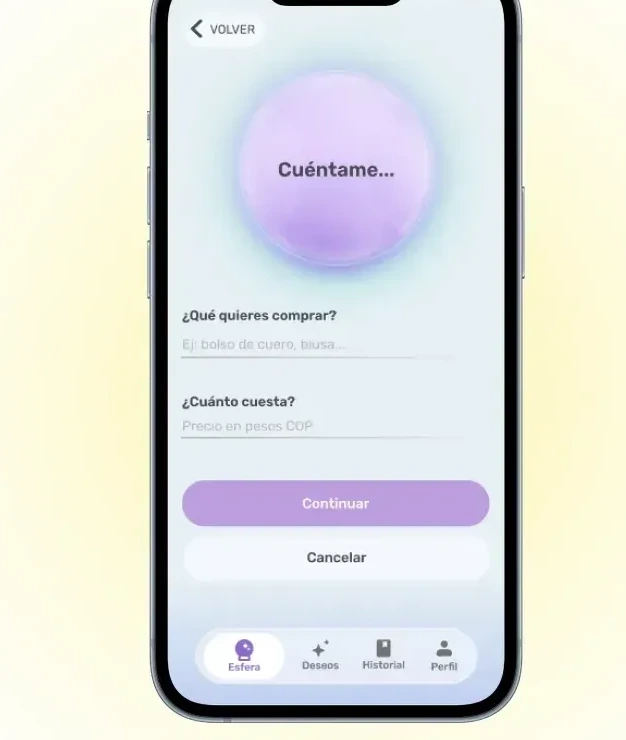 VOLVER
Cuéntame...
¿Qué quieres comprar?
Ej: bolso de cuero, blusa...
¿Cuánto cuesta?
Precio en pesos COP
Continuar
Cancelar
Esfera Deseos Historial Perfil